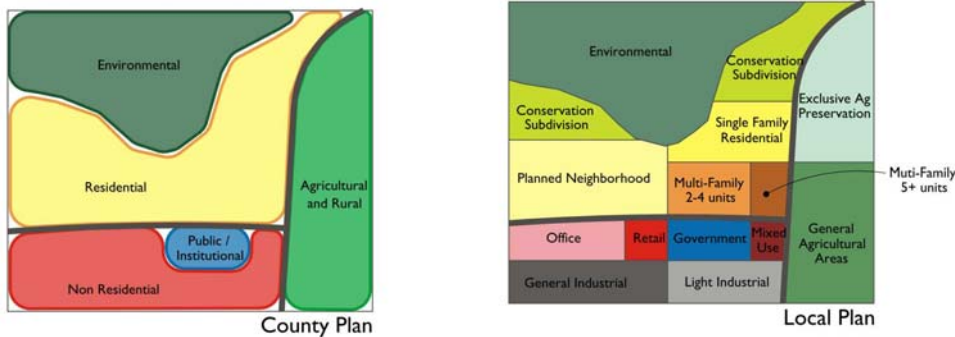 Environmental
Residential
Agricultural
and Rural
Public /
Institutional
Non Residential
County Plan
Environmental
Conservation
Subdivision
Conservation
Subdivision
Exclusive Ag
Preservation
Single Family
Residential
Planned Neighborhood
Multi-Family
2-4 units
Muti-Family
5+ units
Office
Retail
Government
Mixed
Use
General
Agricultural
Areas
General Industrial
Light Industrial
Local Plan